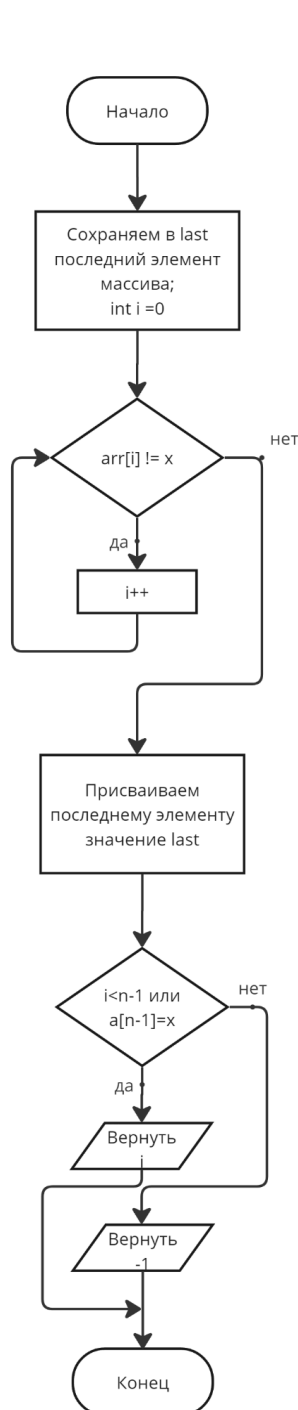 Начало
Сохраняем в last
последний элемент
массива;
int i =0
arr[i] != x
нет
да
i++
Присваиваем
последнему элементу
значение last
i<n-1 или
a[n-1]=x
нет
да
Вернуть
i
Вернуть
-1
Конец